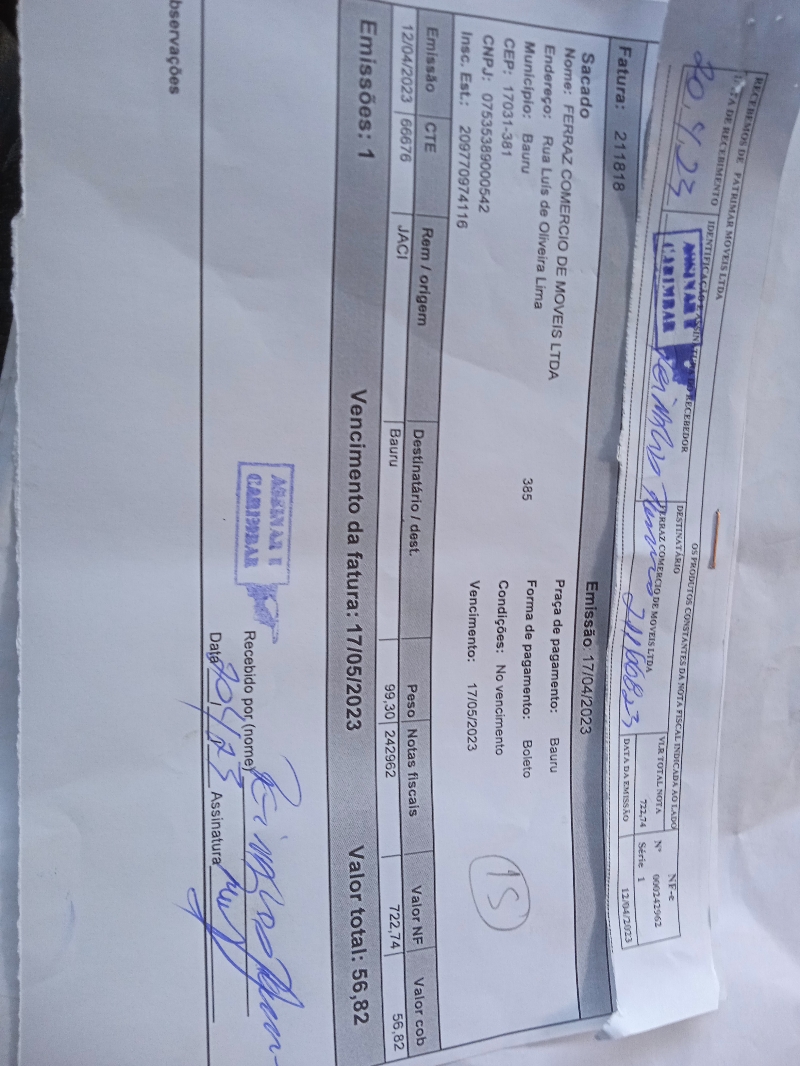 RECEBEMOS DE PATRIMAR MOVEIS LTDA
OS PRODUTOS CONSTANTES DA NOTA FISCAL INDICADA AO LADO
NF-e
DE RECEBIMENTO
IDENTIFICAÇÃO E ASSINATURA DO RECEBEDOR
DESTINATÁRIO
VLR TOTAL NOTA
Nº 000242962
20.4.23
ASSINAR E
CARIMBAR
FERRAZ COMERCIO DE MOVEIS LTDA
722,74
Série 1
DATA DA EMISSÃO
12/04/2023
Fatura: 211818
Emissão 17/04/2023
Sacado
Nome: FERRAZ COMERCIO DE MOVEIS LTDA
Endereço: Rua Luis de Oliveira Lima 385
Praça de pagamento: Bauru
Município: Bauru
Forma de pagamento: Boleto
CEP: 17031-381
Condições: No vencimento
CNPJ: 07535389000542
Vencimento: 17/05/2023
Insc. Est.: 209770974116
15
Emissão CTE Rem / origem Destinatário / dest. Peso Notas fiscais Valor NF Valor cob
12/04/2023 66676 JACI Bauru 99,30 242962 722,74 56,82
Emissões: 1 Vencimento da fatura: 17/05/2023 Valor total: 56,82
ASSINAR E
CARIMBAR
Recebido por (nome)
Data 20/4/23 Assinatura
bservações